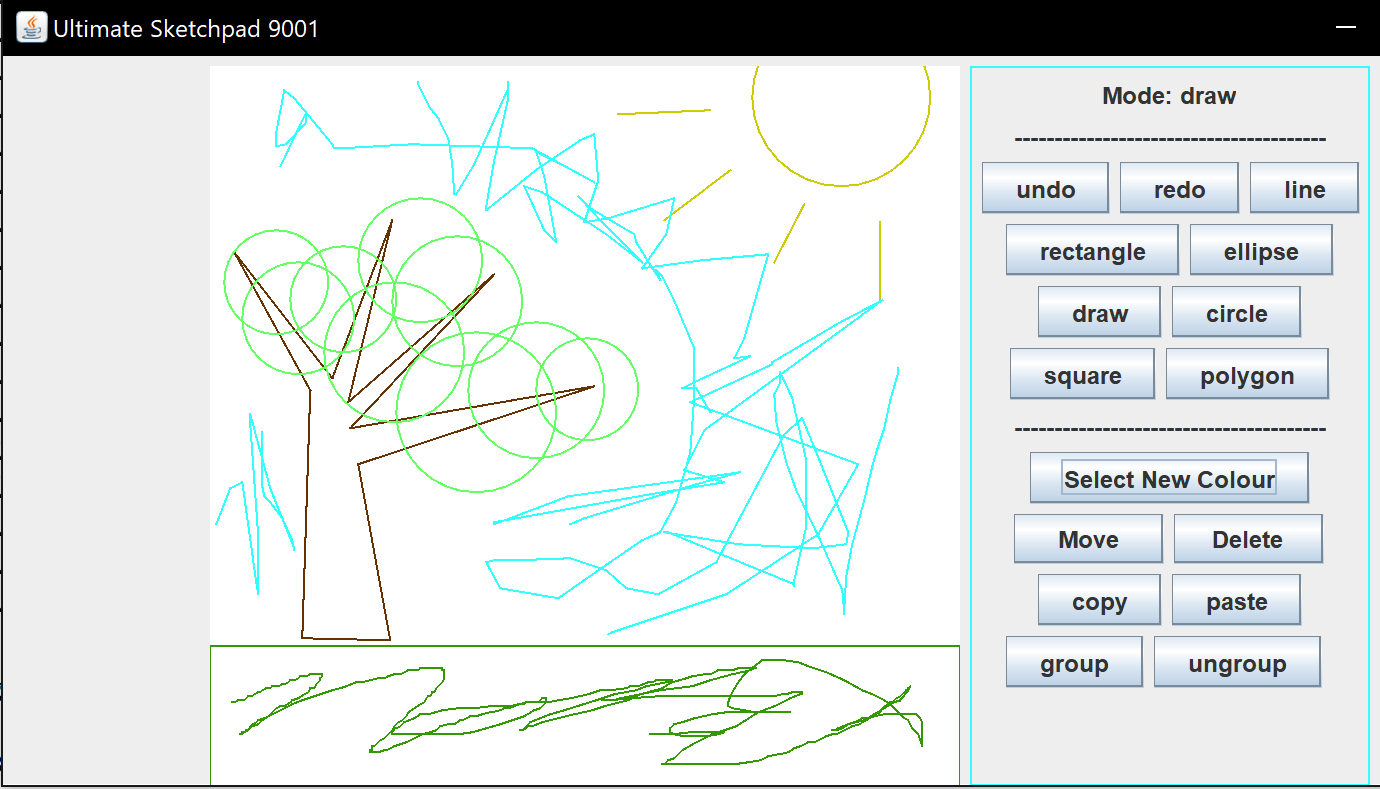 Ultimate Sketchpad 9001
Mode: draw
---------------------------------------
undo redo line
rectangle ellipse
draw circle
square polygon
---------------------------------------
Select New Colour
Move Delete
copy paste
group ungroup